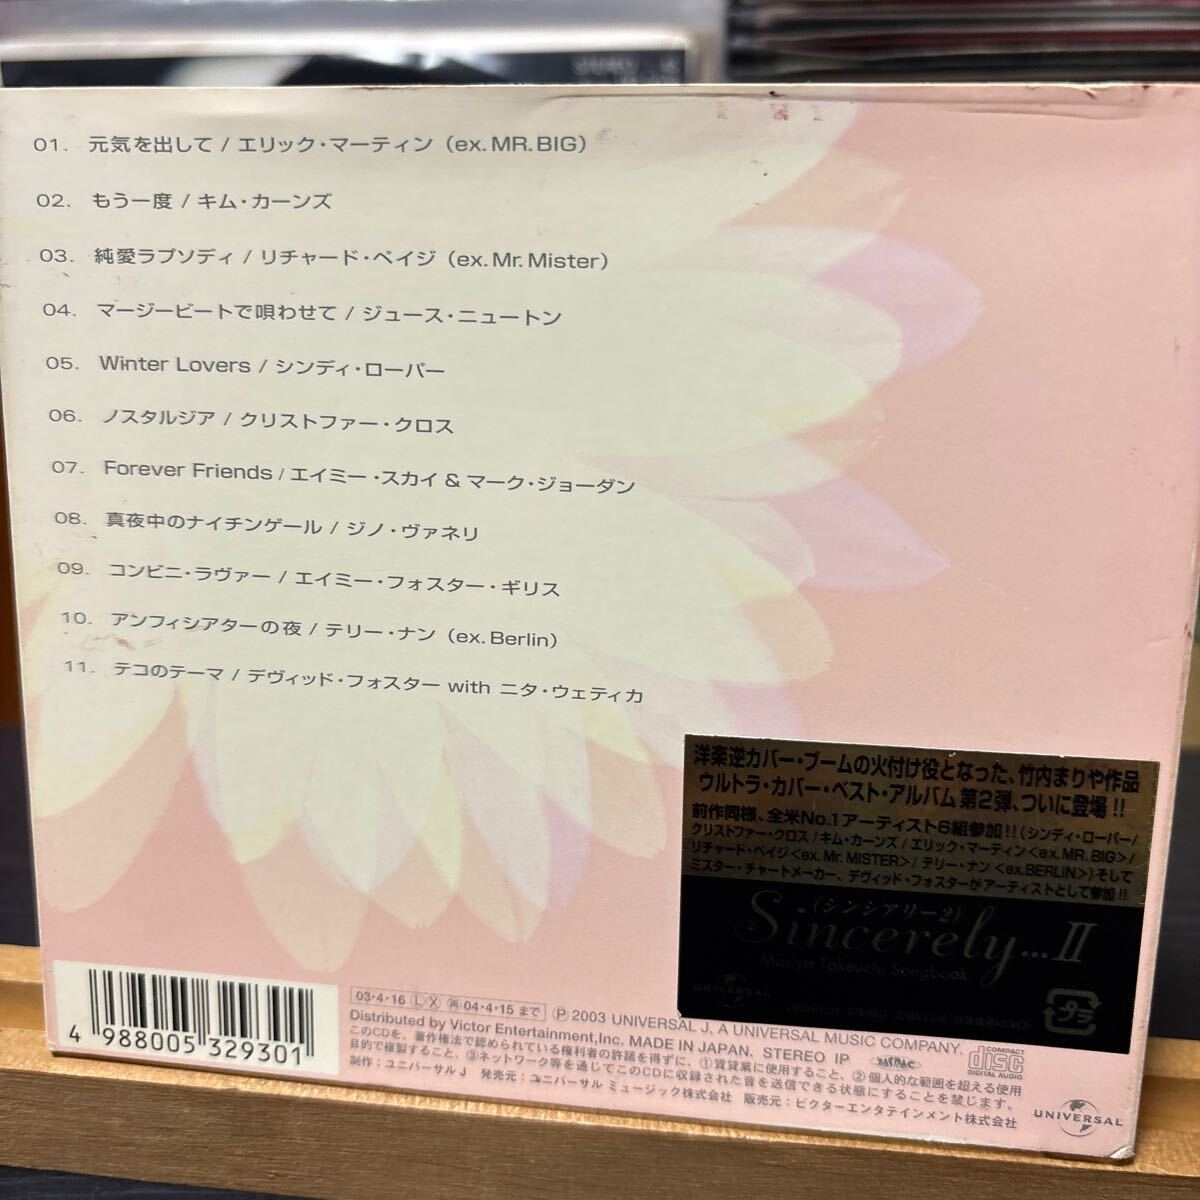 01. 元気を出して / エリック・マーティン (ex. MR. BIG)
02. もう一度 / キム・カーンズ
03. 純愛ラプソディ / リチャード・ペイジ (ex. Mr. Mister)
04. マージービートで唄わせて / ジュース・ニュートン
05. Winter Lovers / シンディ・ローパー
06. ノスタルジア / クリストファー・クロス
07. Forever Friends / エイミー・スカイ & マーク・ジョーダン
08. 真夜中のナイチンゲール / ジノ・ヴァネリ
09. コンビニ・ラヴァー / エイミー・フォスター・ギリス
10. アンフィシアターの夜 / テリー・ナン (ex. Berlin)
11. テコのテーマ / デヴィッド・フォスター with ニタ・ウェティカ
洋楽逆カバー・ブームの火付け役となった、竹内まりや作品
ウルトラ・カバー・ベスト・アルバム 第2弾、ついに登場!!
前作同様、全米No.1アーティスト6組参加!!(シンディ・ローパー/
クリストファー・クロス/キム・カーンズ/エリック・マーティン<ex.MR. BIG>/
リチャード・ペイジ<ex. Mr. MISTER>/テリー・ナン<ex.BERLIN>)そして
ミスター・チャートメーカー、デヴィッド・フォスターがアーティストとして参加!!
(シンシアリー2)
Sincerely...II
Mariya Takeuchi Songbook
UNIVERSAL
プラ
4 988005 329301
03・4・16 L X 再 04・4・15まで P 2003 UNIVERSAL J, A UNIVERSAL MUSIC COMPANY.
Distributed by Victor Entertainment,Inc. MADE IN JAPAN. STEREO IP
このCDを、著作権法で認められている権利者の許諾を得ずに、①賃貸業に使用すること、②個人的な範囲を超える使用
目的で複製すること、③ネットワーク等を通じてこのCDに収録された音を送信できる状態にすることを禁じます。
制作:ユニバーサル J 発売元:ユニバーサル ミュージック株式会社 販売元:ビクターエンタテインメント株式会社
COMPACT
disc
DIGITAL AUDIO
UNIVERSAL